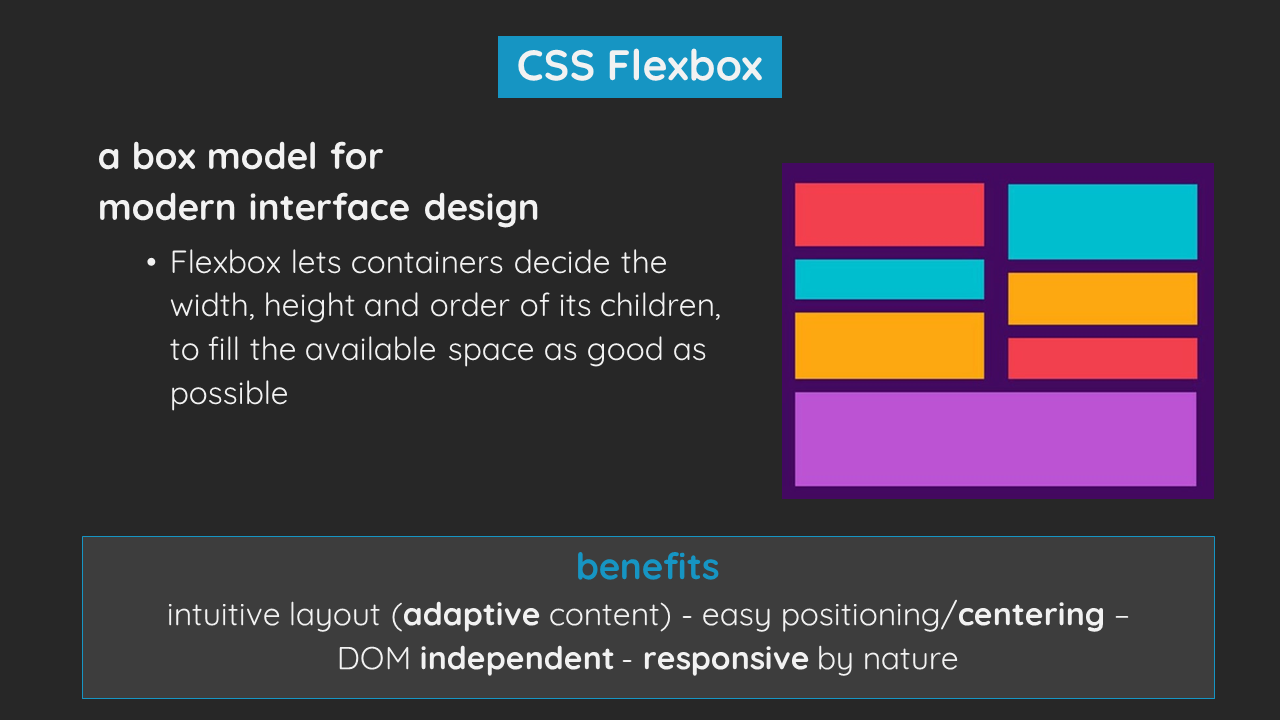 CSS Flexbox
a box model for
modern interface design
• Flexbox lets containers decide the
width, height and order of its children,
to fill the available space as good as
possible
benefits
intuitive layout (adaptive content) - easy positioning/centering –
DOM independent - responsive by nature